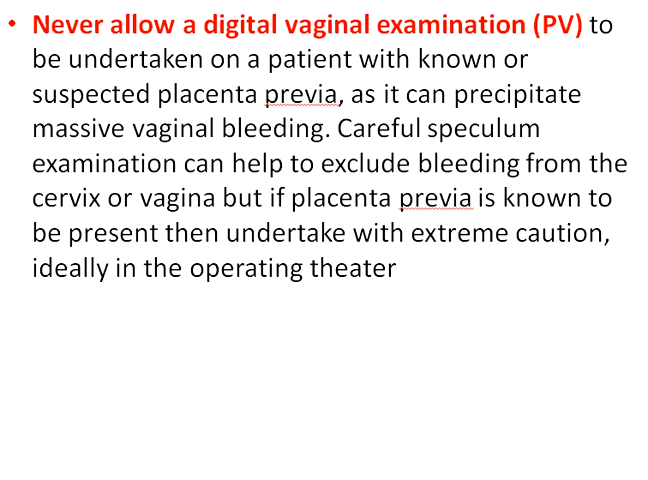 • Never allow a digital vaginal examination (PV) to
be undertaken on a patient with known or
suspected placenta previa, as it can precipitate
massive vaginal bleeding. Careful speculum
examination can help to exclude bleeding from the
cervix or vagina but if placenta previa is known to
be present then undertake with extreme caution,
ideally in the operating theater